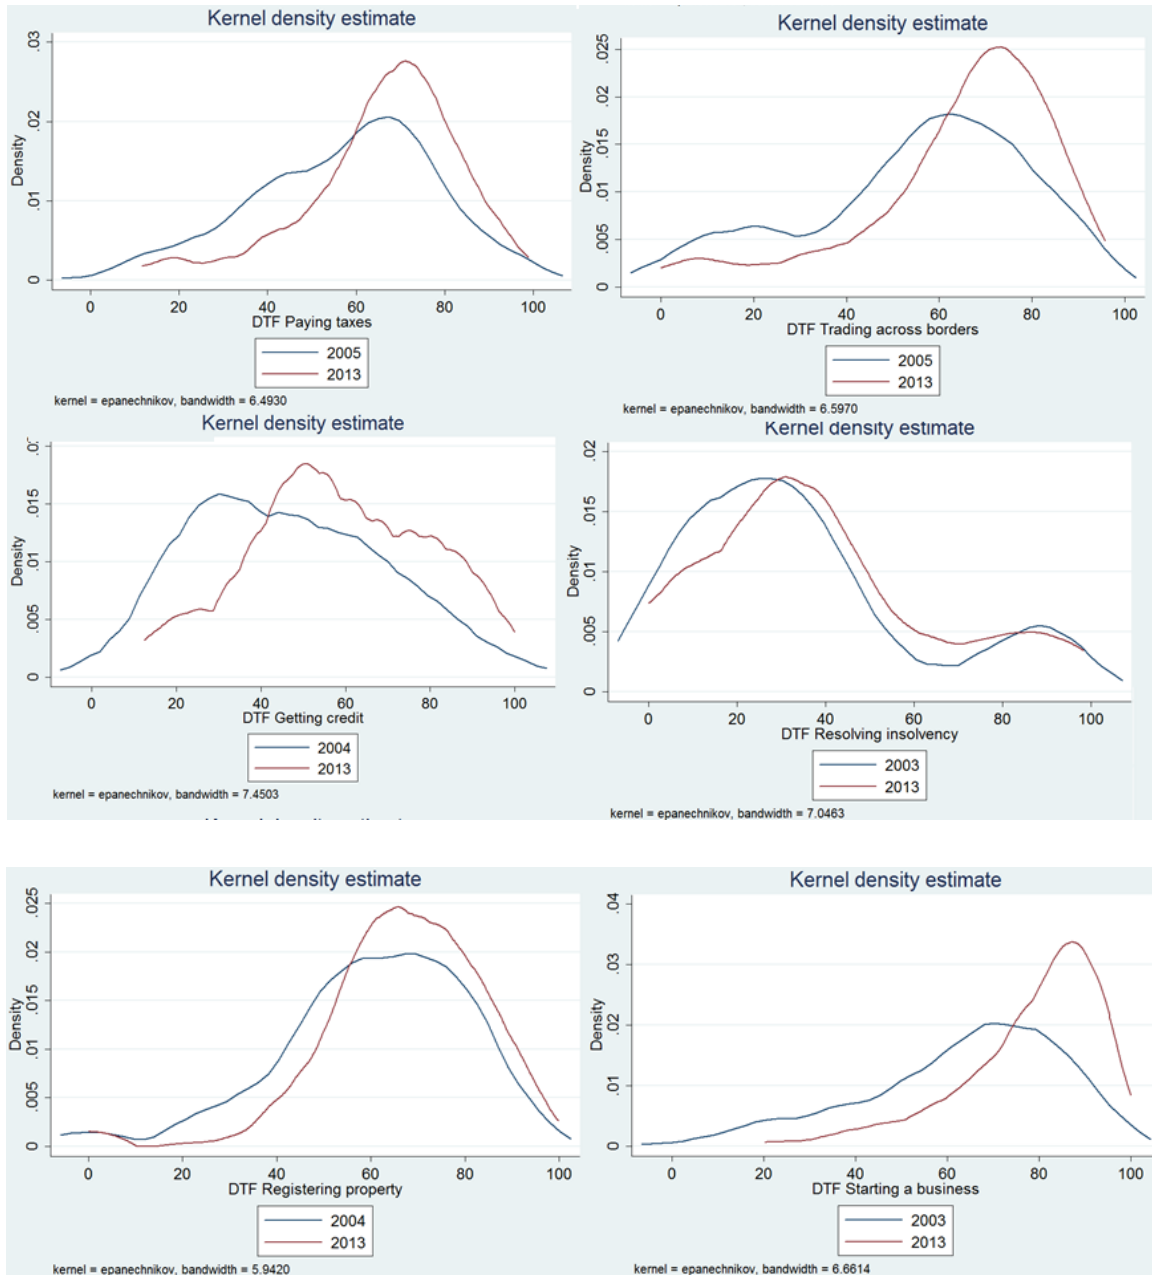 Kernel density estimate
.03
.02
.01
0
Density
0 20 40 60 80 100
DTF Paying taxes
2005
2013
kernel = epanechnikov, bandwidth = 6.4930
Kernel density estimate
.025
.02
.015
.01
.005
0
Density
0 20 40 60 80 100
DTF Trading across borders
2005
2013
kernel = epanechnikov, bandwidth = 6.5970
Kernel density estimate
.015
.01
.005
0
Density
0 20 40 60 80 100
DTF Getting credit
2004
2013
kernel = epanechnikov, bandwidth = 7.4503
Kernel density estimate
.02
.015
.01
.005
0
Density
0 20 40 60 80 100
DTF Resolving insolvency
2003
2013
kernel = epanechnikov, bandwidth = 7.0463
Kernel density estimate
.025
.02
.015
.01
.005
0
Density
0 20 40 60 80 100
DTF Registering property
2004
2013
kernel = epanechnikov, bandwidth = 5.9420
Kernel density estimate
.04
.03
.02
.01
0
Density
0 20 40 60 80 100
DTF Starting a business
2003
2013
kernel = epanechnikov, bandwidth = 6.6614